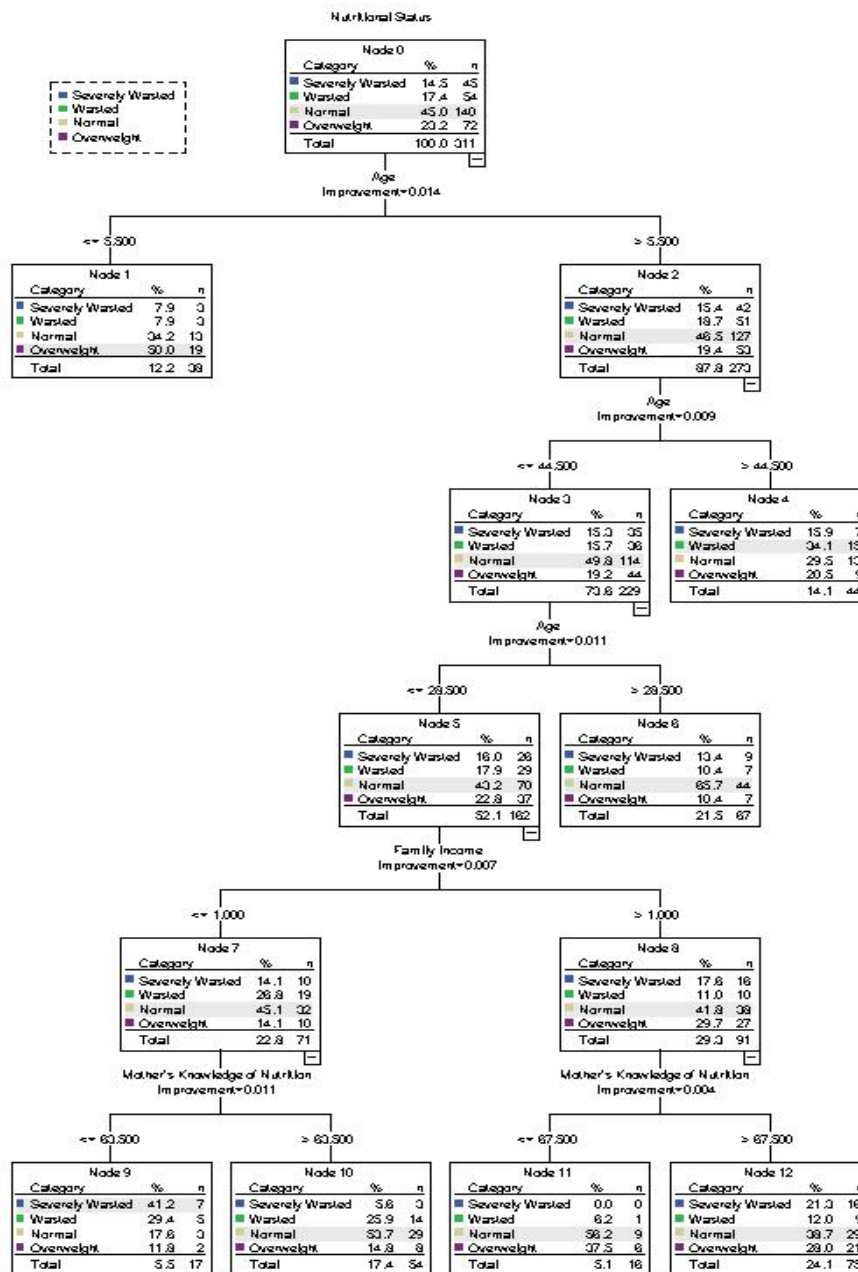 Nutritional Status
Node 0
Category % n
Severely Wasted 14.5 45
Wasted 17.4 54
Normal 45.0 140
Overweight 23.2 72
Total 100.0 311
Severely Wasted
Wasted
Normal
Overweight
Age
Improvement=0.014
<= 5.500
> 5.500
Node 1
Category % n
Severely Wasted 7.9 3
Wasted 7.9 3
Normal 34.2 13
Overweight 50.0 19
Total 12.2 38
Node 2
Category % n
Severely Wasted 15.4 42
Wasted 18.7 51
Normal 46.5 127
Overweight 19.4 53
Total 87.8 273
Age
Improvement=0.009
<= 44.500
> 44.500
Node 3
Category % n
Severely Wasted 15.3 35
Wasted 15.7 36
Normal 49.8 114
Overweight 19.2 44
Total 73.6 229
Node 4
Category %
Severely Wasted 15.9 7
Wasted 34.1
Normal 29.5
Overweight 20.5 9
Total 14.1 44
Age
Improvement=0.011
<= 28.500
> 28.500
Node 5
Category % n
Severely Wasted 16.0 26
Wasted 17.9 29
Normal 43.2 70
Overweight 22.8 37
Total 52.1 162
Node 6
Category % n
Severely Wasted 13.4 9
Wasted 10.4 7
Normal 65.7 44
Overweight 10.4 7
Total 21.5 67
Family Income
Improvement=0.007
<= 1.000
> 1.000
Node 7
Category % n
Severely Wasted 14.1 10
Wasted 26.8 19
Normal 45.1 32
Overweight 14.1 10
Total 22.8 71
Node 8
Category % n
Severely Wasted 17.6 16
Wasted 11.0 10
Normal 41.8 38
Overweight 29.7 27
Total 29.3 91
Mother's Knowledge of Nutrition
Improvement=0.011
Mother's Knowledge of Nutrition
Improvement=0.004
<= 63.500
> 63.500
<= 67.500
> 67.500
Node 9
Category % n
Severely Wasted 41.2 7
Wasted 29.4 5
Normal 17.6 3
Overweight 11.8 2
Total 5.5 17
Node 10
Category % n
Severely Wasted 5.6 3
Wasted 25.9 14
Normal 53.7 29
Overweight 14.8 8
Total 17.4 54
Node 11
Category % n
Severely Wasted 0.0 0
Wasted 6.2 1
Normal 56.2 9
Overweight 37.5 6
Total 5.1 16
Node 12
Category %
Severely Wasted 21.3 16
Wasted 12.0 9
Normal 38.7 29
Overweight 28.0 21
Total 24.1 75